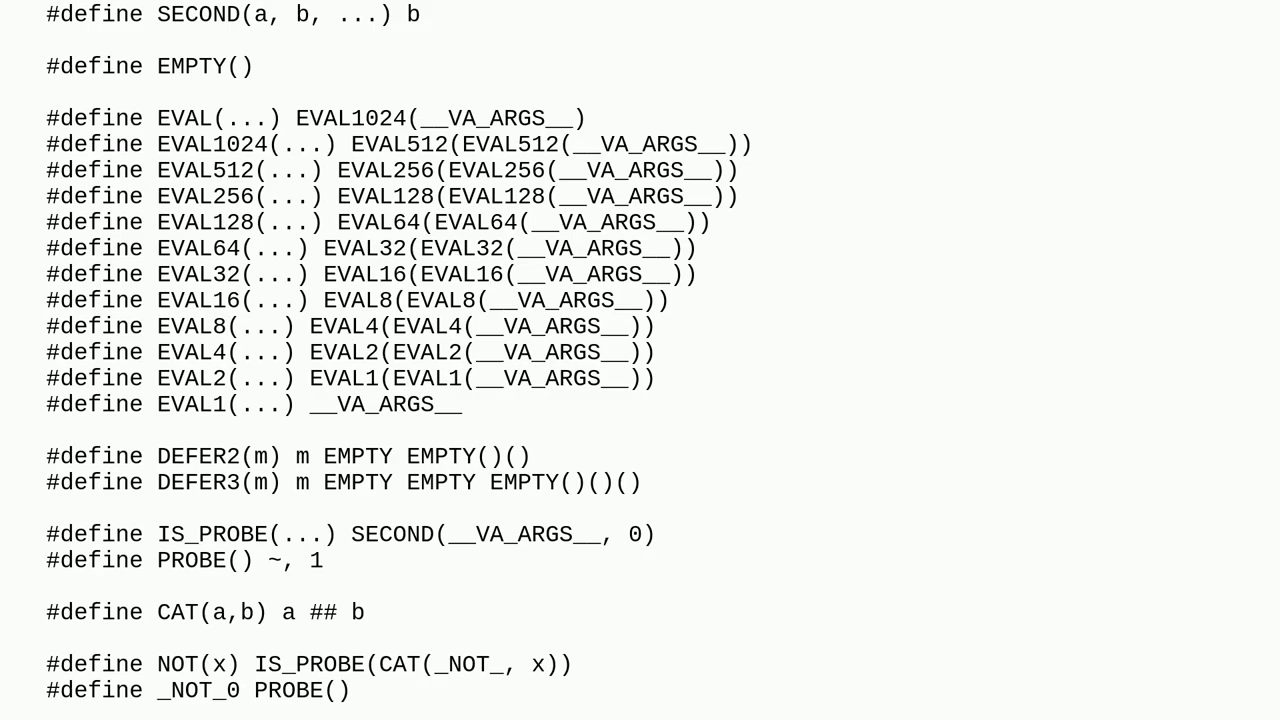 #define SECOND(a, b, ...) b
#define EMPTY()
#define EVAL(...) EVAL1024(__VA_ARGS__)
#define EVAL1024(...) EVAL512(EVAL512(__VA_ARGS__))
#define EVAL512(...) EVAL256(EVAL256(__VA_ARGS__))
#define EVAL256(...) EVAL128(EVAL128(__VA_ARGS__))
#define EVAL128(...) EVAL64(EVAL64(__VA_ARGS__))
#define EVAL64(...) EVAL32(EVAL32(__VA_ARGS__))
#define EVAL32(...) EVAL16(EVAL16(__VA_ARGS__))
#define EVAL16(...) EVAL8(EVAL8(__VA_ARGS__))
#define EVAL8(...) EVAL4(EVAL4(__VA_ARGS__))
#define EVAL4(...) EVAL2(EVAL2(__VA_ARGS__))
#define EVAL2(...) EVAL1(EVAL1(__VA_ARGS__))
#define EVAL1(...) __VA_ARGS__
#define DEFER2(m) m EMPTY EMPTY()()
#define DEFER3(m) m EMPTY EMPTY EMPTY()()()
#define IS_PROBE(...) SECOND(__VA_ARGS__, 0)
#define PROBE() ~, 1
#define CAT(a,b) a ## b
#define NOT(x) IS_PROBE(CAT(_NOT_, x))
#define _NOT_0 PROBE()